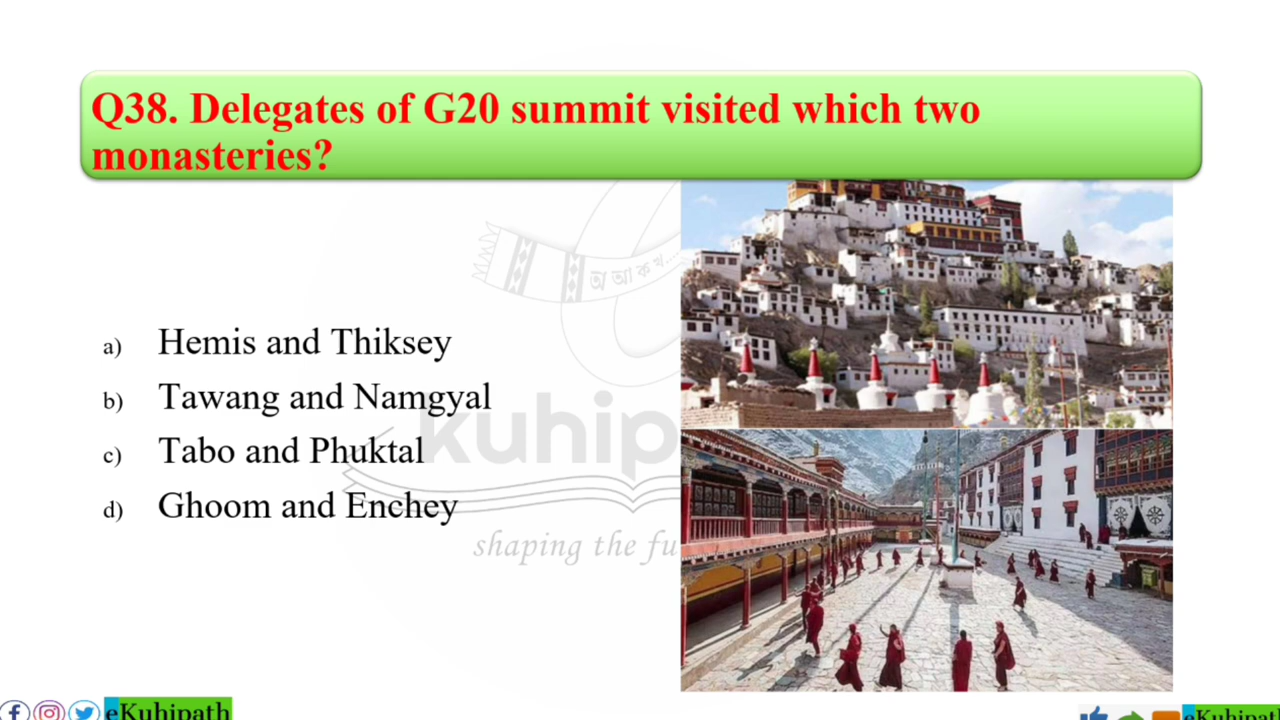 Q38. Delegates of G20 summit visited which two
monasteries?
অ আ ক খ....
a) Hemis and Thiksey
b) Tawang and Namgyal
c) Tabo and Phuktal
d) Ghoom and Enchey
kuhip
shaping the fu
eKuhipath
eKuhipath